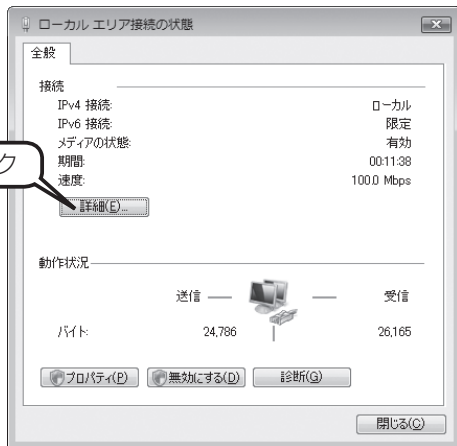 ローカル エリア接続の状態
全般
接続
IPv4 接続: ローカル
IPv6 接続: 限定
メディアの状態: 有効
期間: 00:11:38
速度: 100.0 Mbps
ク
詳細(E)...
動作状況
送信 受信
バイト: 24,786 26,165
プロパティ(P) 無効にする(D) 診断(G)
閉じる(C)